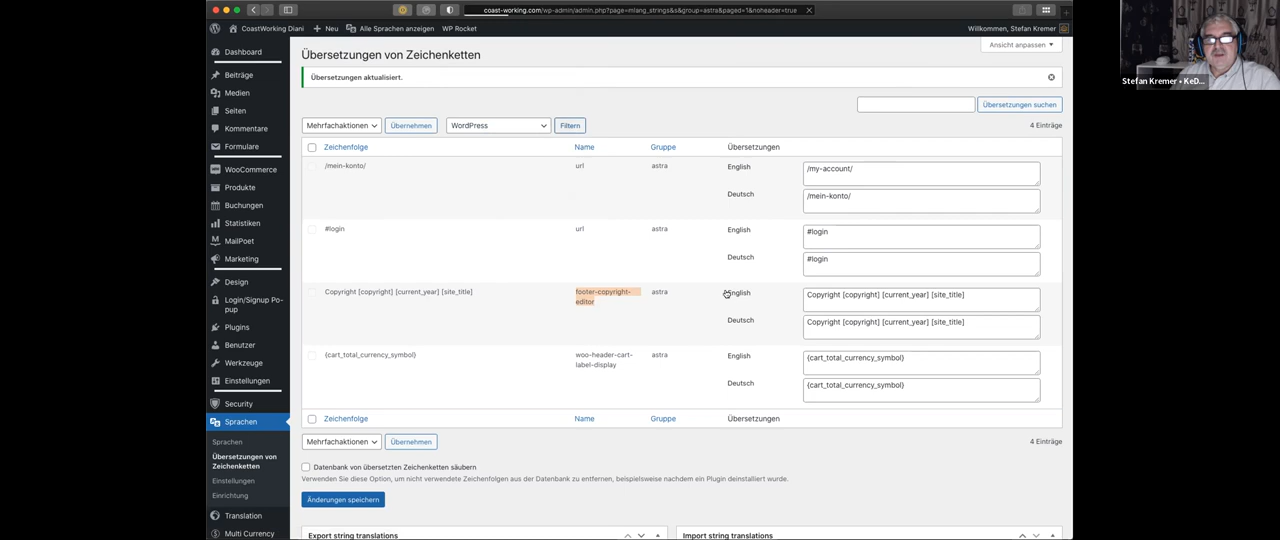 coast-working.com/wp-admin/admin.php?page=mlang_strings&s&group=astra&paged=1&noheader=true
CoastWorking Diani
Neu
Alle Sprachen anzeigen
WP Rocket
Willkommen, Stefan Kremer
Stefan Kremer • KeD...
Ansicht anpassen
Übersetzungen von Zeichenketten
Übersetzungen aktualisiert.
Übersetzungen suchen
Mehrfachaktionen
Übernehmen
WordPress
Filtern
4 Einträge
Zeichenfolge
Name
Gruppe
Übersetzungen
/mein-konto/
url
astra
English
/my-account/
Deutsch
/mein-konto/
#login
url
astra
English
#login
Deutsch
#login
Copyright [copyright] [current_year] [site_title]
footer-copyright-
editor
astra
English
Copyright [copyright] [current_year] [site_title]
Deutsch
Copyright [copyright] [current_year] [site_title]
{cart_total_currency_symbol}
woo-header-cart-
label-display
astra
English
{cart_total_currency_symbol}
Deutsch
{cart_total_currency_symbol}
Zeichenfolge
Name
Gruppe
Übersetzungen
Mehrfachaktionen
Übernehmen
4 Einträge
Datenbank von übersetzten Zeichenketten säubern
Verwenden Sie diese Option, um nicht verwendete Zeichenfolgen aus der Datenbank zu entfernen, beispielsweise nachdem ein Plugin deinstalliert wurde.
Änderungen speichern
Export string translations
Import string translations
Dashboard
Beiträge
Medien
Seiten
Kommentare
Formulare
WooCommerce
Produkte
Buchungen
Statistiken
MailPoet
Marketing
Design
Login/Signup Po-
pup
Plugins
Benutzer
Werkzeuge
Einstellungen
Security
Sprachen
Sprachen
Übersetzungen von
Zeichenketten
Einstellungen
Einrichtung
Translation
Multi Currency